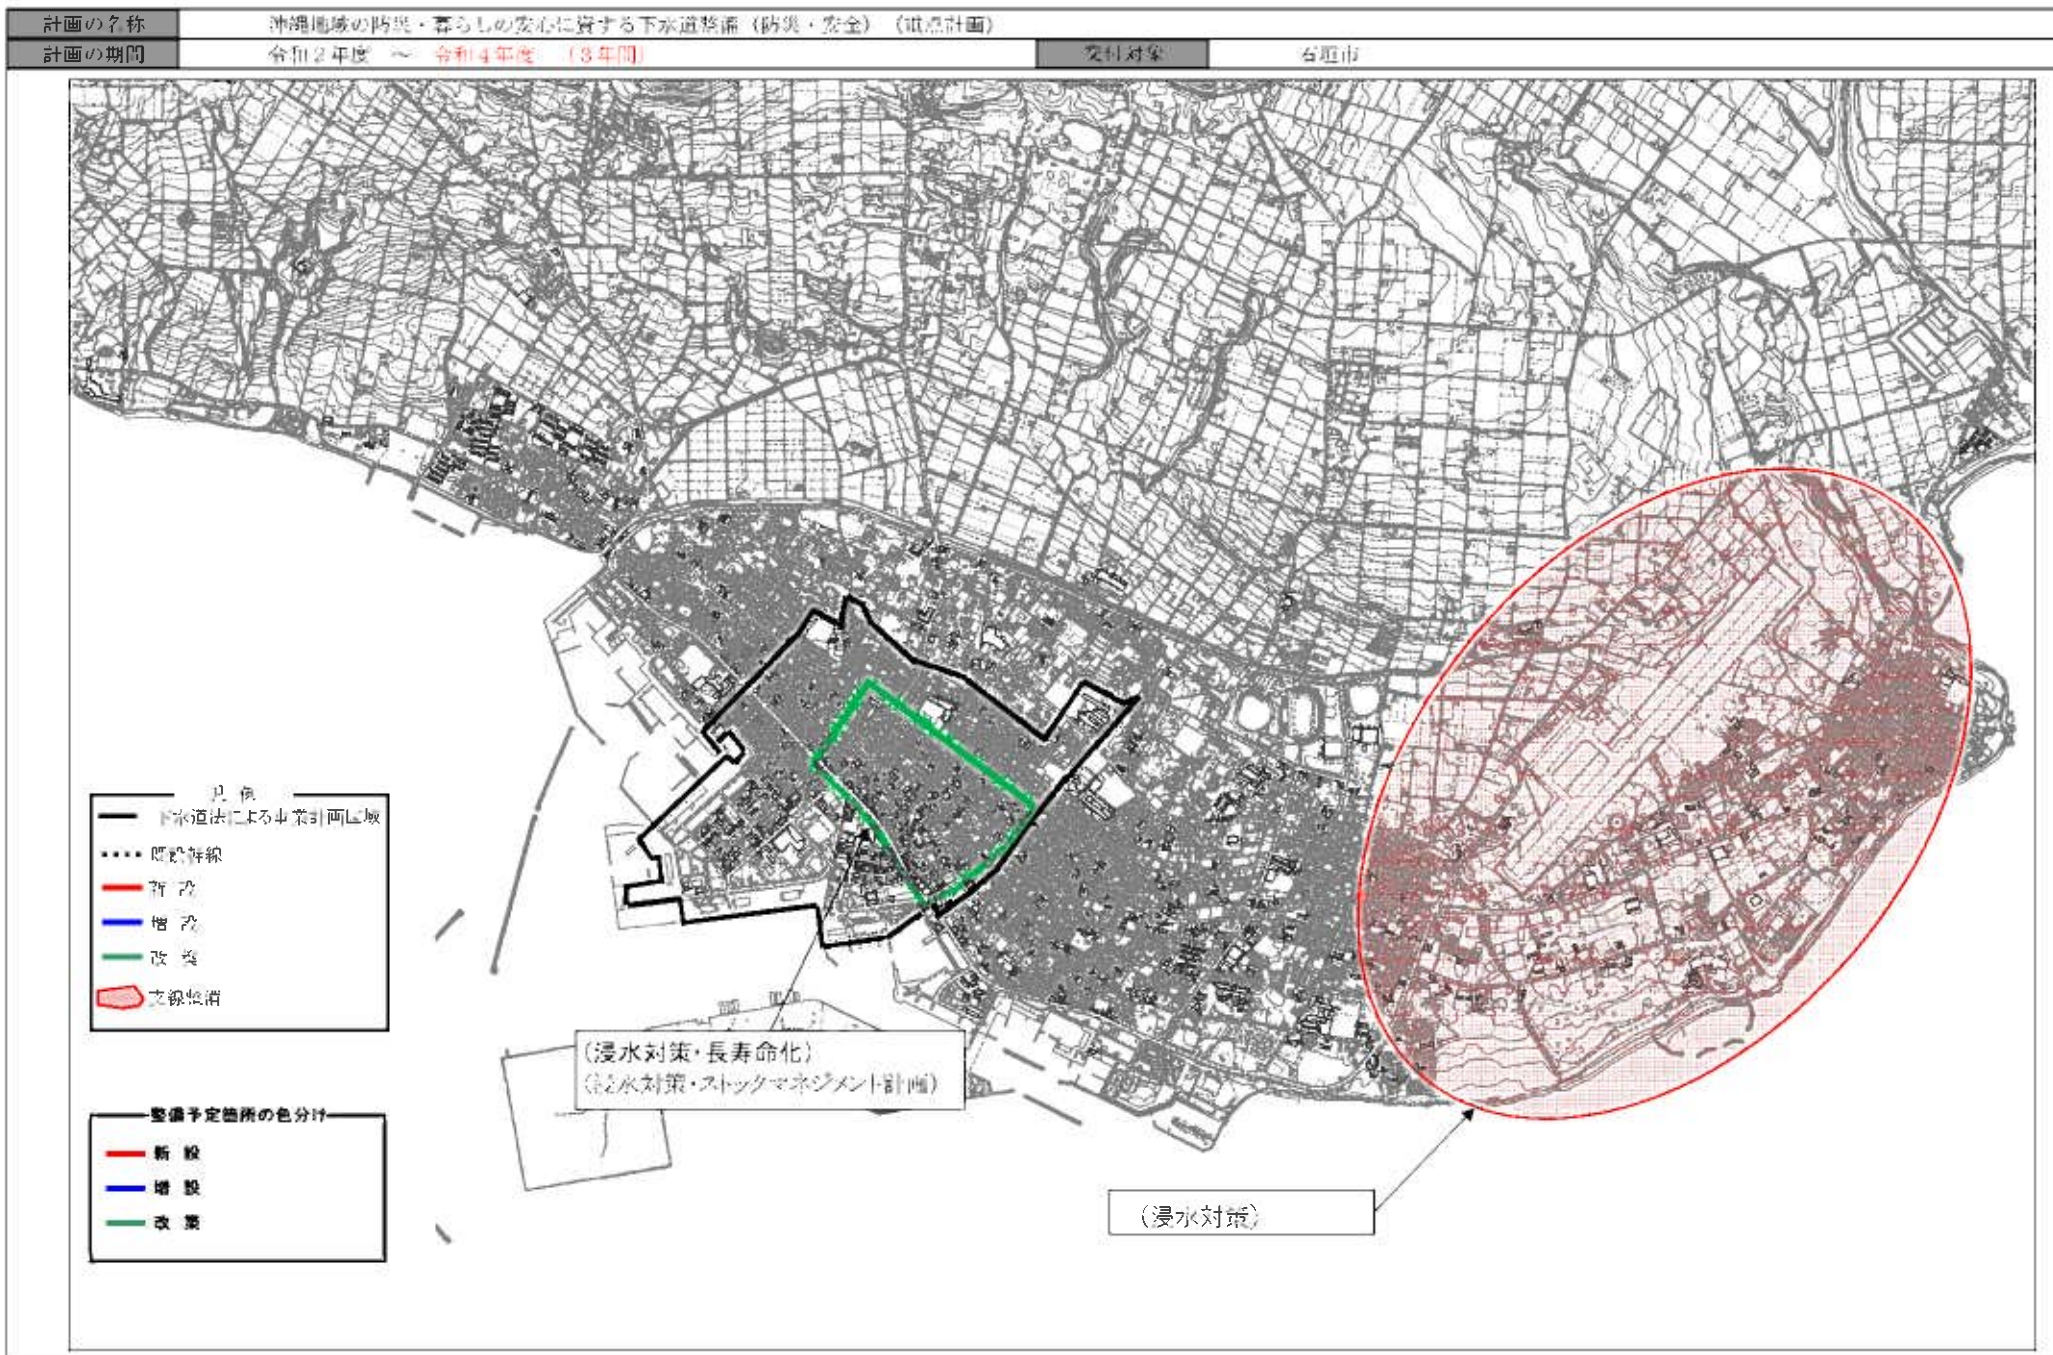 計画の名称 沖縄地域の防災・暮らしの安心に資する下水道整備（防災・安全）（重点計画）
計画の期間 令和２年度 ～ 令和４年度 （３年間） 交付対象 石垣市
凡 例
下水道法による事業計画区域
既設幹線
新 設
増 設
改 築
支線整備
（浸水対策・長寿命化）
（浸水対策・ストックマネジメント計画）
整備予定箇所の色分け
新 設
増 設
改 築
（浸水対策）